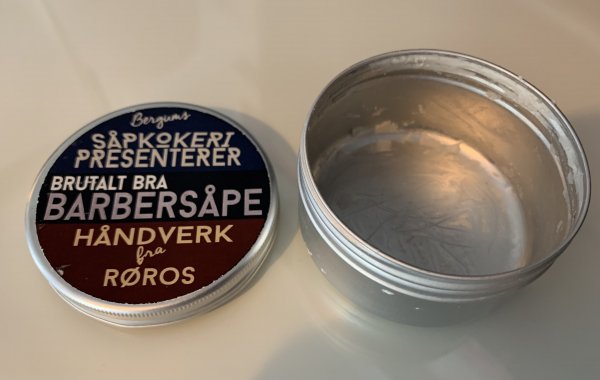 Bergums
SÅPKOKERI
PRESENTERER
BRUTALT BRA
BARBERSÅPE
HÅNDVERK
fra
RØROS